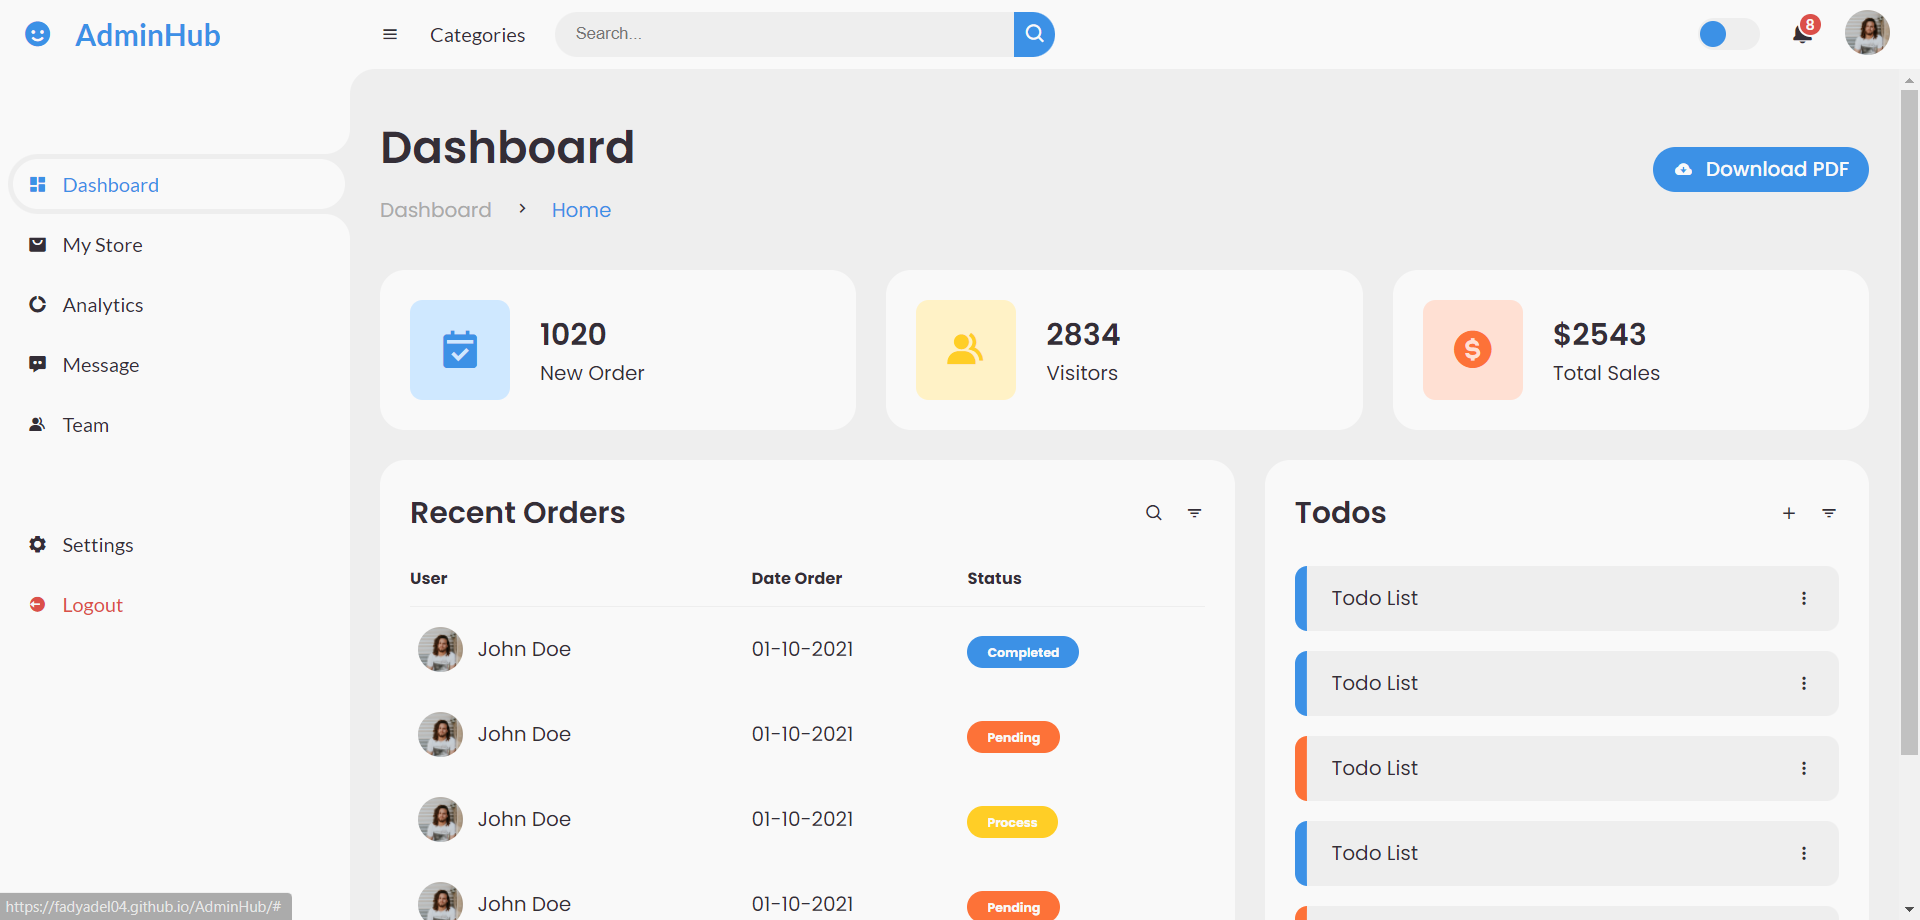 AdminHub
Categories
Search...
8
Dashboard
My Store
Analytics
Message
Team
Settings
Logout
Dashboard
Dashboard > Home
Download PDF
1020
New Order
2834
Visitors
$2543
Total Sales
Recent Orders
User Date Order Status
John Doe 01-10-2021 Completed
John Doe 01-10-2021 Pending
John Doe 01-10-2021 Process
John Doe 01-10-2021 Pending
Todos
Todo List
Todo List
Todo List
Todo List
https://fadyadel04.github.io/AdminHub/#